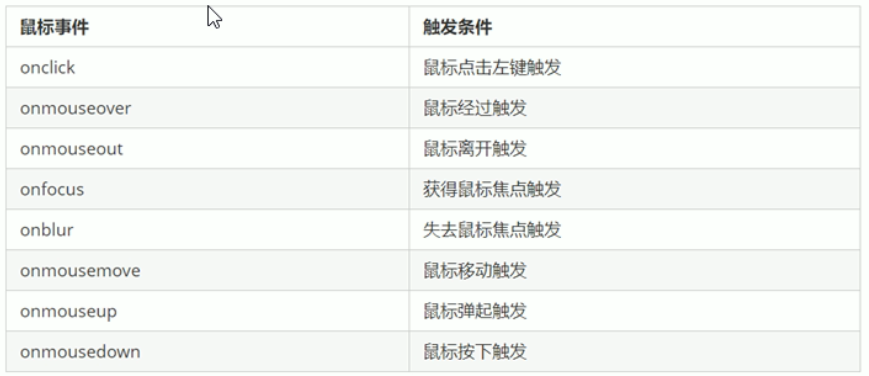 鼠标事件 触发条件
onclick 鼠标点击左键触发
onmouseover 鼠标经过触发
onmouseout 鼠标离开触发
onfocus 获得鼠标焦点触发
onblur 失去鼠标焦点触发
onmousemove 鼠标移动触发
onmouseup 鼠标弹起触发
onmousedown 鼠标按下触发